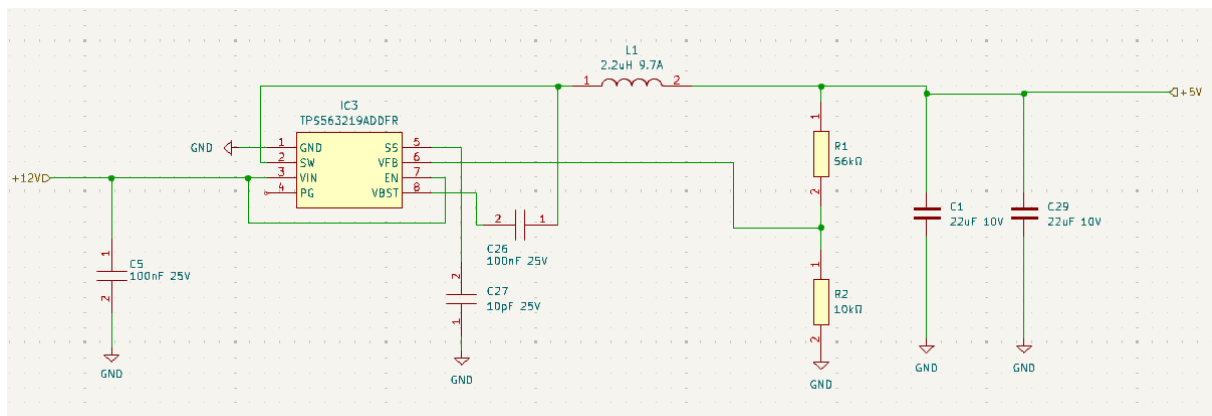 L1
2.2uH 9.7A
1 2
IC3
TPS563219ADDFR
GND 1 GND SS 5
2 SW VFB 6
+12V 3 VIN EN 7
4 PG VBST 8
+5V
1
R1
56kΩ
2
2 1
C26
100nF 25V
1
C5
100nF 25V
2
2
C27
10pF 25V
1
1
R2
10kΩ
2
C1
22uF 10V
C29
22uF 10V
GND
GND
GND
GND
GND